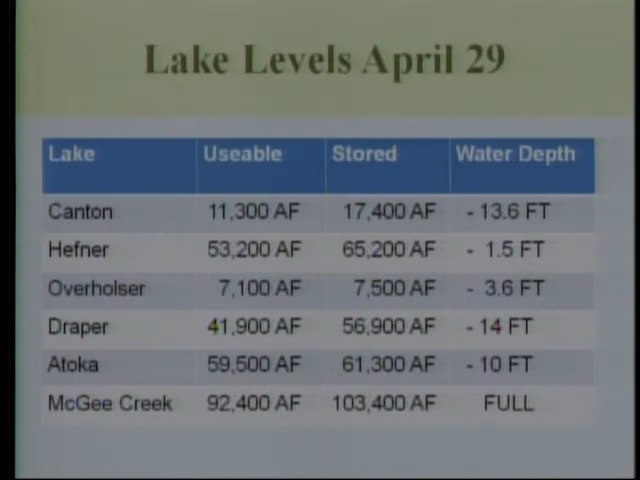 Lake Levels April 29
Lake Useable Stored Water Depth
Canton 11,300 AF 17,400 AF - 13.6 FT
Hefner 53,200 AF 65,200 AF - 1.5 FT
Overholser 7,100 AF 7,500 AF - 3.6 FT
Draper 41,900 AF 56,900 AF - 14 FT
Atoka 59,500 AF 61,300 AF - 10 FT
McGee Creek 92,400 AF 103,400 AF FULL